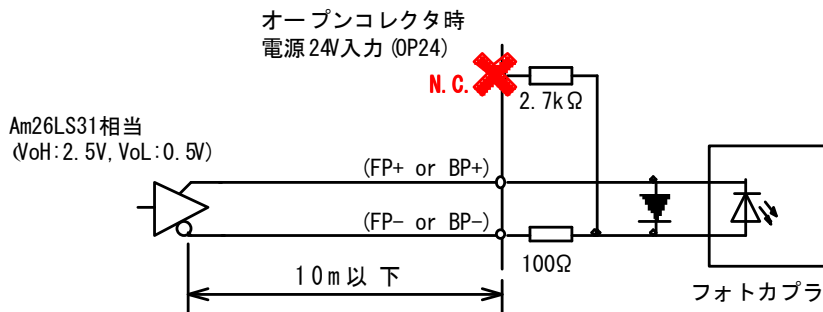 オープンコレクタ時
電源24V入力(OP24)
N.C.
2.7kΩ
Am26LS31相当
(VoH:2.5V,VoL:0.5V)
(FP+ or BP+)
(FP- or BP-)
100Ω
10m以下
フォトカプラ